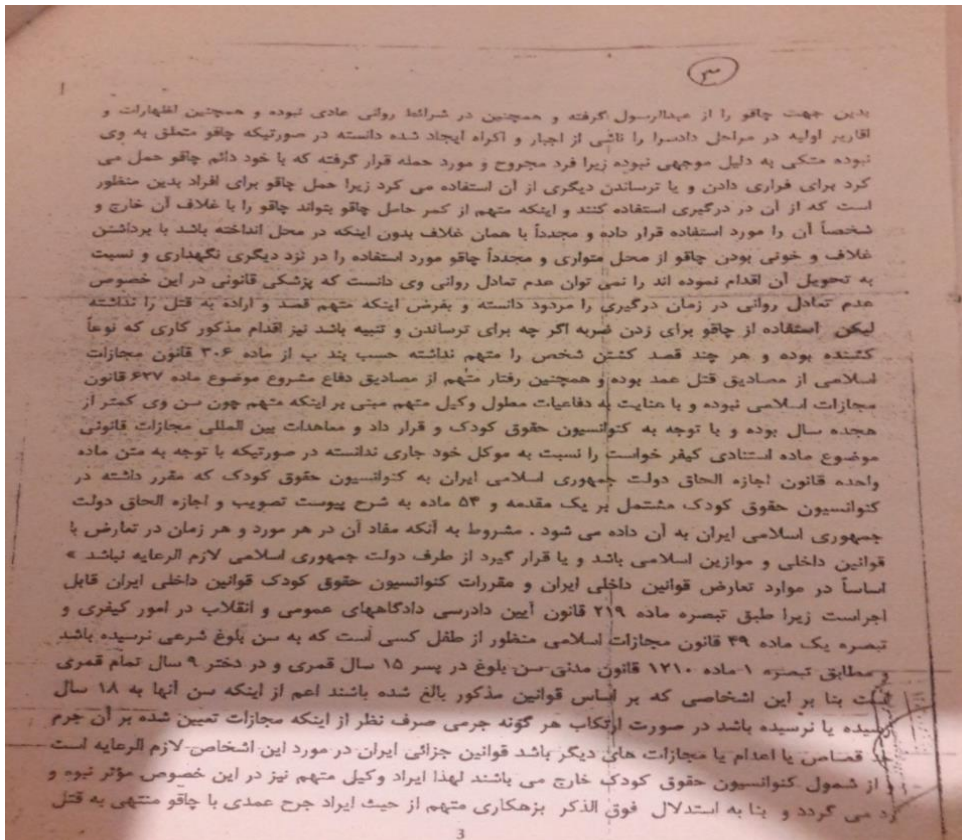 ۳
بدین جهت چاقو را از عبدالرسول گرفته و همچنین در شرائط روانی عادی نبوده و همچنین اظهارات و
اقاریر اولیه در مراحل دادسرا را ناشی از اجبار و اکراه ایجاد شده دانسته در صورتیکه چاقو متعلق به وی
نبوده متکی به دلیل موجهی نبوده زیرا فرد مجروح و مورد حمله قرار گرفته که با خود دائم چاقو حمل می
کرد برای فراری دادن و یا ترساندن دیگری از آن استفاده می کرد زیرا حمل چاقو برای افراد بدین منظور
است که از آن در درگیری استفاده کنند و اینکه متهم از کمر حامل چاقو بتواند چاقو را با غلاف آن خارج و
شخصاً آن را مورد استفاده قرار داده و مجدداً با همان غلاف بدون اینکه در محل انداخته باشد با برداشتن
غلاف و خونی بودن چاقو از محل متواری و مجدداً چاقو مورد استفاده را در نزد دیگری نگهداری و نسبت
به تحویل آن اقدام نموده اند را نمی توان عدم تعادل روانی وی دانست که پزشکی قانونی در این خصوص
عدم تعادل روانی در زمان درگیری را مردود دانسته و بفرض اینکه متهم قصد و اراده به قتل را نداشته
لیکن استفاده از چاقو برای زدن ضربه اگر چه برای ترساندن و تنبیه باشد نیز اقدام مذکور کاری که نوعاً
کشنده بوده و هر چند قصد کشتن شخص را متهم نداشته حسب بند ب از ماده ۳۰۶ قانون مجازات
اسلامی از مصادیق قتل عمد بوده و همچنین رفتار متهم از مصادیق دفاع مشروع موضوع ماده ۶۲۷ قانون
مجازات اسلامی نبوده و با عنایت به دفاعیات مطول وکیل متهم مبنی بر اینکه متهم چون سن وی کمتر از
هجده سال بوده و با توجه به کنوانسیون حقوق کودک و قرار داد و معاهدات بین المللی مجازات قانونی
موضوع ماده استنادی کیفر خواست را نسبت به موکل خود جاری ندانسته در صورتیکه با توجه به متن ماده
واحده قانون اجازه الحاق دولت جمهوری اسلامی ایران به کنوانسیون حقوق کودک که مقرر داشته در
کنوانسیون حقوق کودک مشتمل بر یک مقدمه و ۵۴ ماده به شرح پیوست تصویب و اجازه الحاق دولت
جمهوری اسلامی ایران به آن داده می شود . مشروط به آنکه مفاد آن در هر مورد و هر زمان در تعارض با
قوانین داخلی و موازین اسلامی باشد و یا قرار گیرد از طرف دولت جمهوری اسلامی لازم الرعایه نباشد »
اساساً در موارد تعارض قوانین داخلی ایران و مقررات کنوانسیون حقوق کودک قوانین داخلی ایران قابل
اجراست زیرا طبق تبصره ماده ۲۱۹ قانون آیین دادرسی دادگاههای عمومی و انقلاب در امور کیفری و
تبصره یک ماده ۴۹ قانون مجازات اسلامی منظور از طفل کسی است که به سن بلوغ شرعی نرسیده باشد
و مطابق تبصره ۱ ماده ۱۲۱۰ قانون مدنی سن بلوغ در پسر ۱۵ سال قمری و در دختر ۹ سال تمام قمری
است بنا بر این اشخاصی که بر اساس قوانین مذکور بالغ شده باشند اعم از اینکه سن آنها به ۱۸ سال
رسیده یا نرسیده باشد در صورت ارتکاب هر گونه جرمی صرف نظر از اینکه مجازات تعیین شده بر آن جرم
قصاص یا اعدام یا مجازات های دیگر باشد قوانین جزائی ایران در مورد این اشخاص لازم الرعایه است
و از شمول کنوانسیون حقوق کودک خارج می باشند لهذا ایراد وکیل متهم نیز در این خصوص مؤثر نبوده و
رد می گردد و بنا به استدلال فوق الذکر بزهکاری متهم از حیث ایراد جرح عمدی با چاقو منتهی به قتل
3